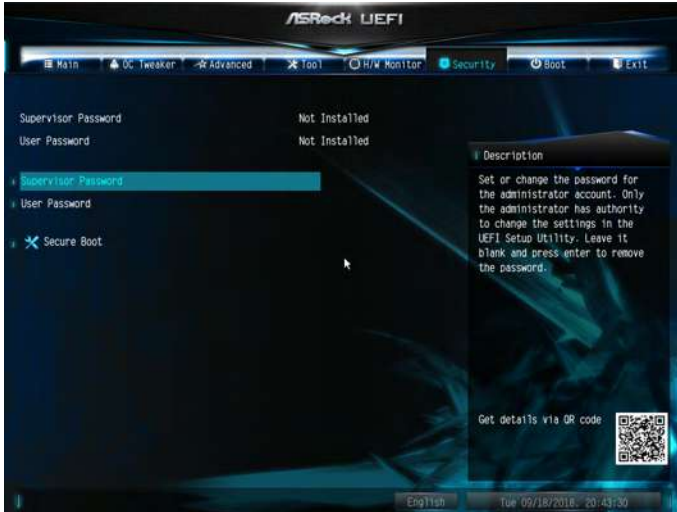 ASRock UEFI
Main OC Tweaker Advanced Tool H/W Monitor Security Boot Exit
Supervisor Password Not Installed
User Password Not Installed
Supervisor Password
User Password
Secure Boot
Description
Set or change the password for
the administrator account. Only
the administrator has authority
to change the settings in the
UEFI Setup Utility. Leave it
blank and press enter to remove
the password.
Get details via QR code
English Tue 09/18/2018, 20:43:30